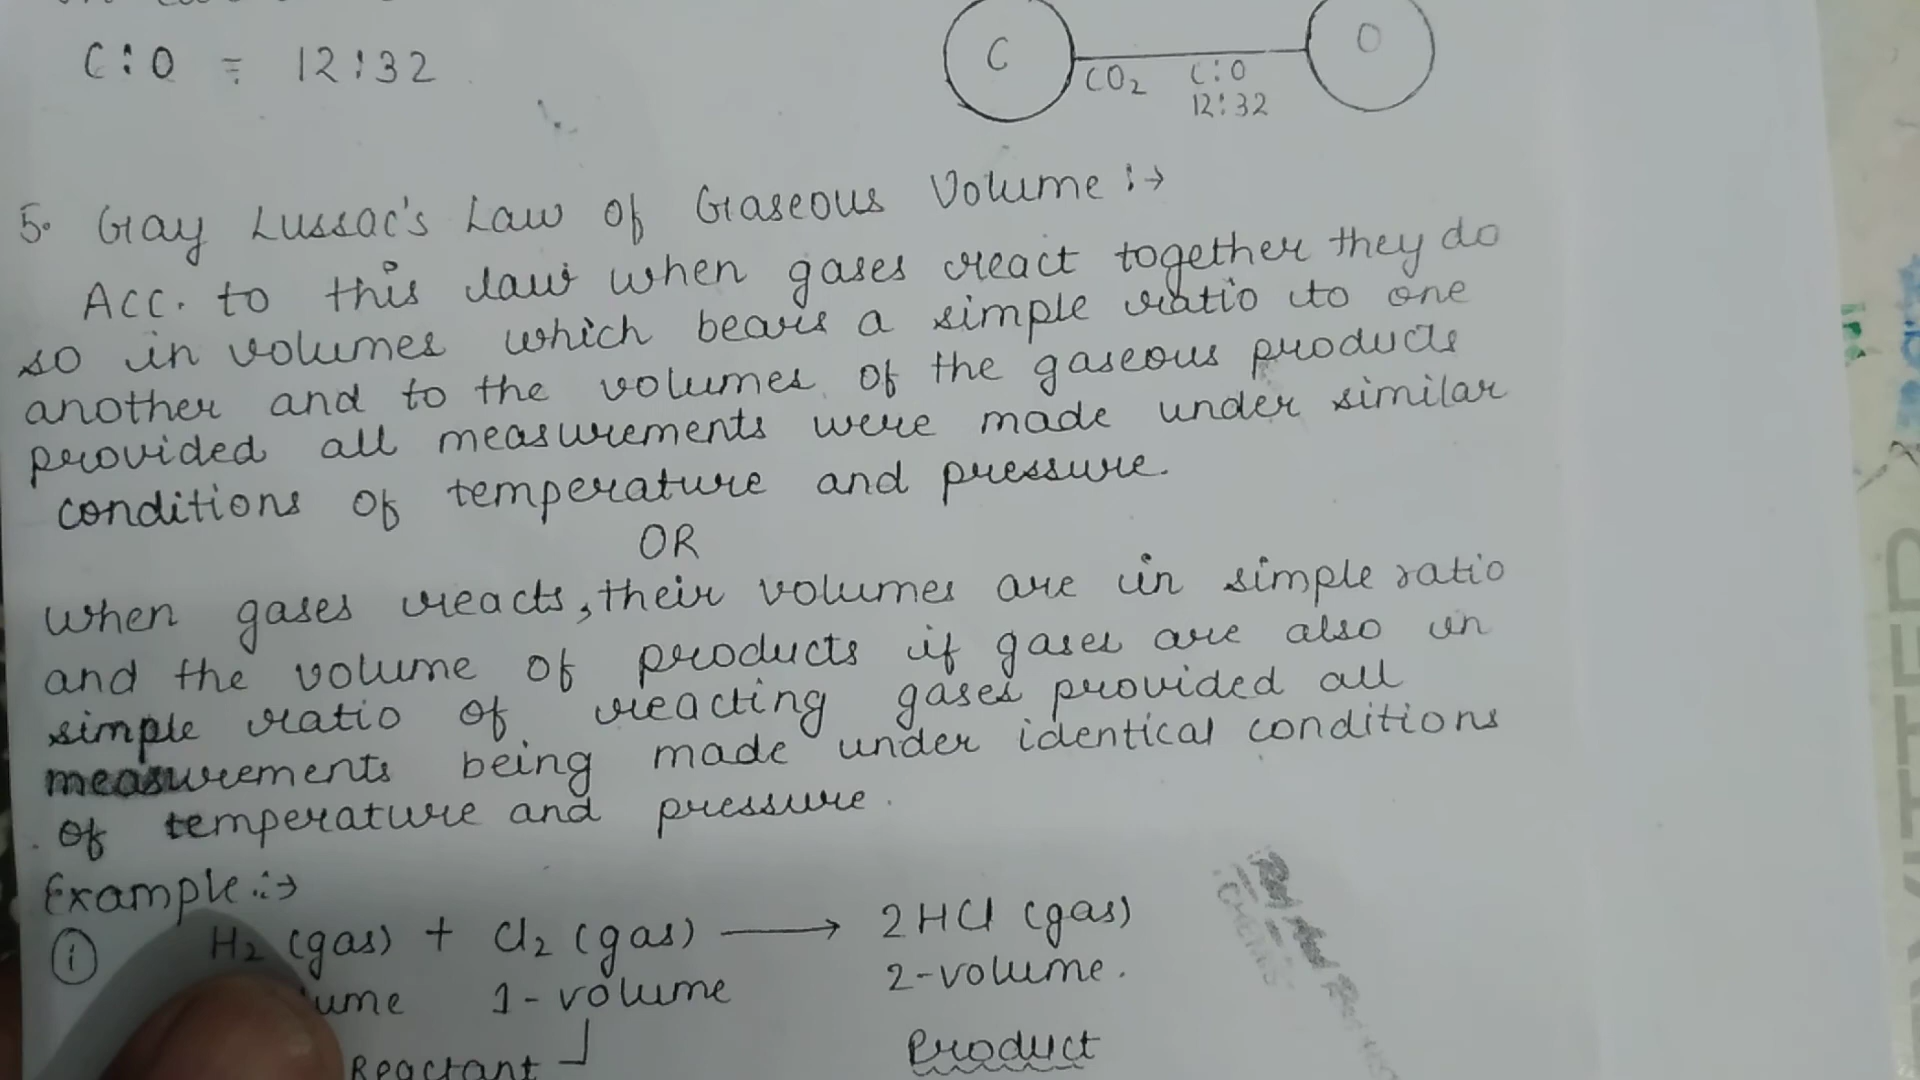 C:O = 12:32
C
O
CO2
C:O
12:32
5. Gay Lussac's Law of Gaseous Volume :→
Acc. to this law when gases react together they do
so in volumes which bears a simple ratio to one
another and to the volumes of the gaseous products
provided all measurements were made under similar
conditions of temperature and pressure.
OR
When gases reacts, their volumes are in simple ratio
and the volume of products if gases are also in
simple ratio of reacting gases provided all
measurements being made under identical conditions
of temperature and pressure.
Example :→
(i) H2 (gas) + Cl2 (gas) ⟶ 2HCl (gas)
ume 1-volume 2-volume.
Reactant Product